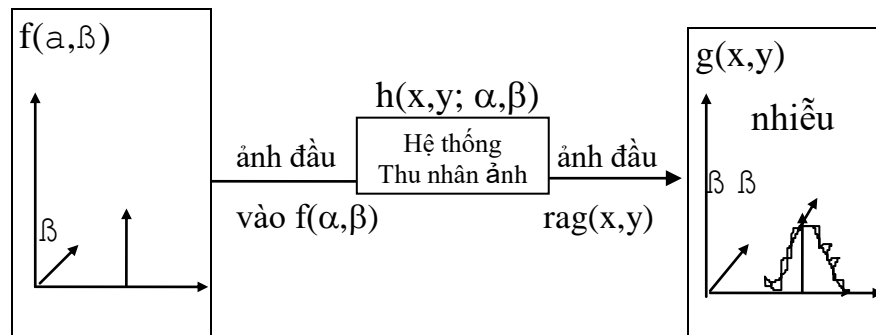 f(a,ß)
ß
h(x,y; α,β)
Hệ thống
Thu nhân ảnh
ảnh đầu
vào f(α,β)
ảnh đầu
rag(x,y)
g(x,y)
nhiễu
ß ß